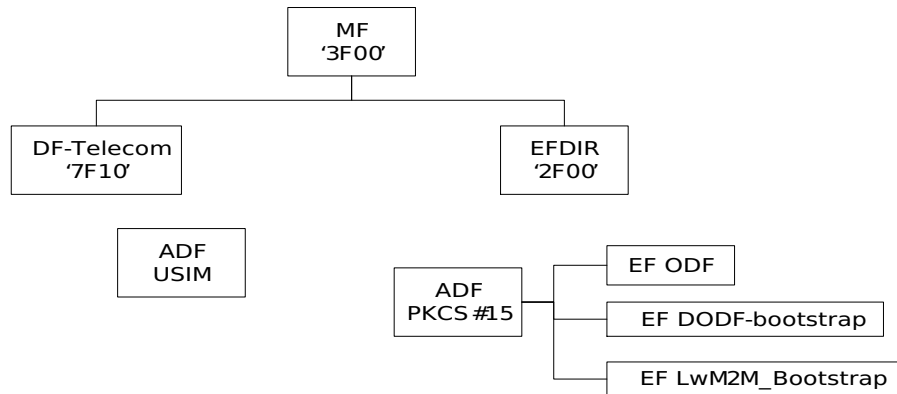 MF
‘3F00’
DF-Telecom
‘7F10’
EFDIR
‘2F00’
ADF
USIM
ADF
PKCS #15
EF ODF
EF DODF-bootstrap
EF LwM2M_Bootstrap